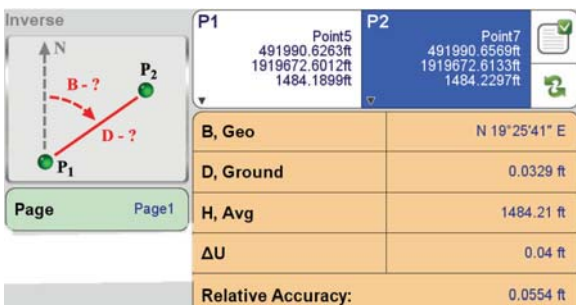 Inverse
N
B - ?
P2
D - ?
P1
Page Page1
P1
Point5
491990.6263ft
1919672.6012ft
1484.1899ft
P2
Point7
491990.6569ft
1919672.6133ft
1484.2297ft
B, Geo N 19°25'41" E
D, Ground 0.0329 ft
H, Avg 1484.21 ft
ΔU 0.04 ft
Relative Accuracy: 0.0554 ft